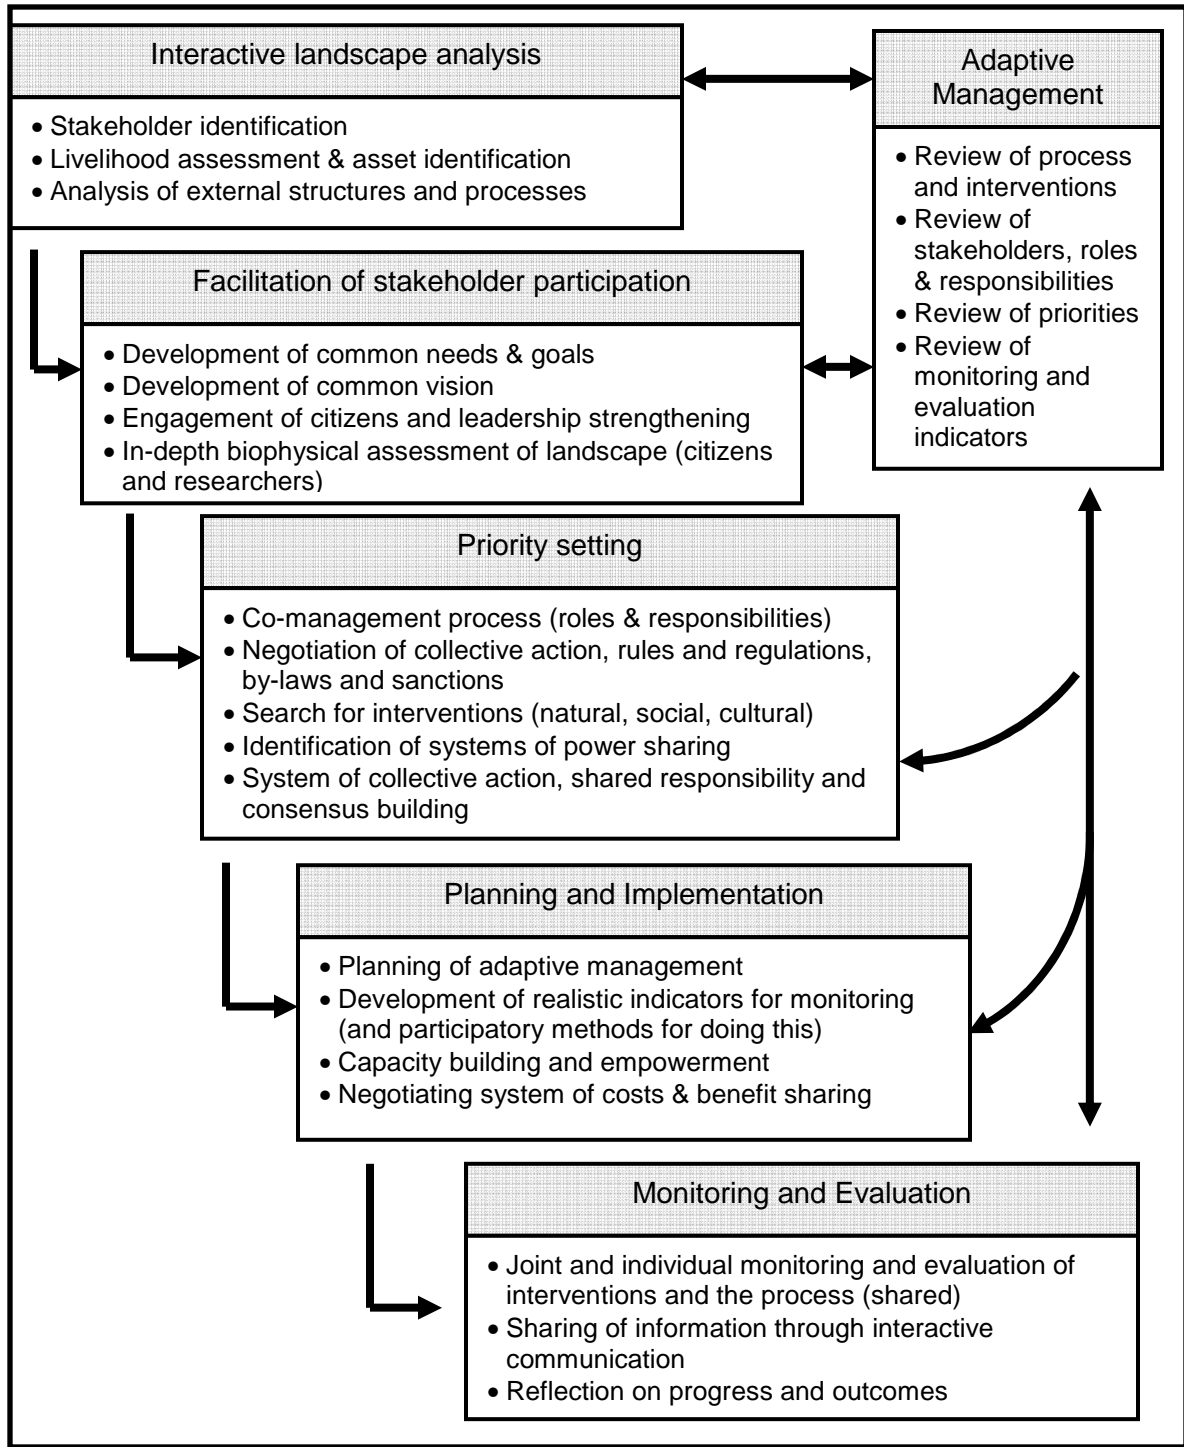 Interactive landscape analysis
• Stakeholder identification
• Livelihood assessment & asset identification
• Analysis of external structures and processes
Adaptive
Management
• Review of process
and interventions
• Review of
stakeholders, roles
& responsibilities
• Review of priorities
• Review of
monitoring and
evaluation
indicators
Facilitation of stakeholder participation
• Development of common needs & goals
• Development of common vision
• Engagement of citizens and leadership strengthening
• In-depth biophysical assessment of landscape (citizens
and researchers)
Priority setting
• Co-management process (roles & responsibilities)
• Negotiation of collective action, rules and regulations,
by-laws and sanctions
• Search for interventions (natural, social, cultural)
• Identification of systems of power sharing
• System of collective action, shared responsibility and
consensus building
Planning and Implementation
• Planning of adaptive management
• Development of realistic indicators for monitoring
(and participatory methods for doing this)
• Capacity building and empowerment
• Negotiating system of costs & benefit sharing
Monitoring and Evaluation
• Joint and individual monitoring and evaluation of
interventions and the process (shared)
• Sharing of information through interactive
communication
• Reflection on progress and outcomes